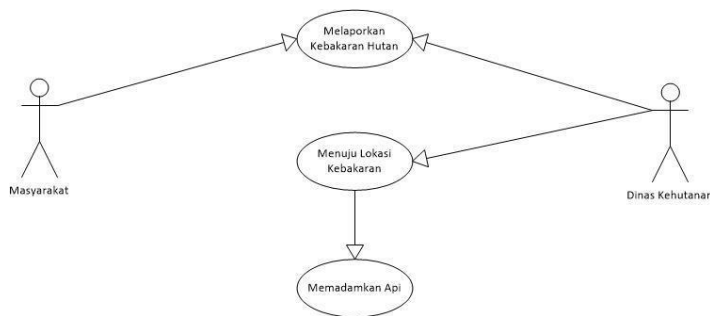 Melaporkan
Kebakaran Hutan
Menuju Lokasi
Kebakaran
Masyarakat
Dinas Kehutanan
Memadamkan Api